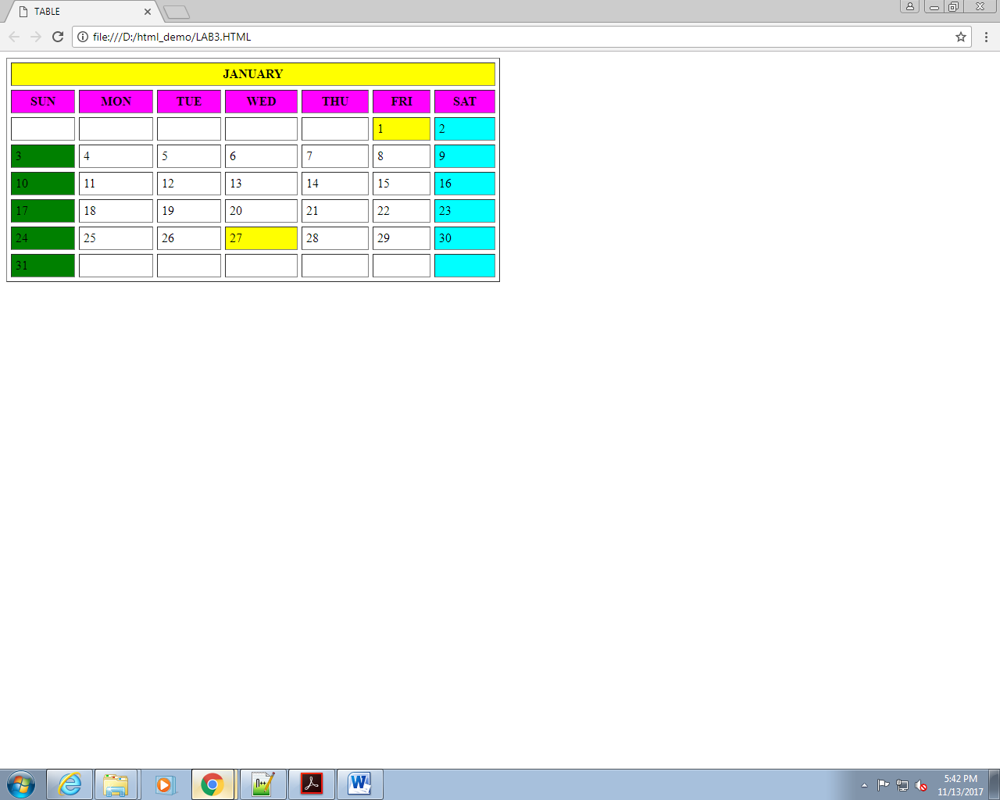 TABLE
file:///D:/html_demo/LAB3.HTML
JANUARY
SUN MON TUE WED THU FRI SAT
1 2
3 4 5 6 7 8 9
10 11 12 13 14 15 16
17 18 19 20 21 22 23
24 25 26 27 28 29 30
31
n++
W
5:42 PM
11/13/2017